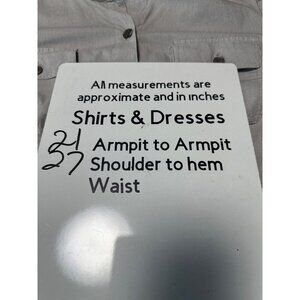 All measurements are
approximate and in inches
Shirts & Dresses
21 Armpit to Armpit
27 Shoulder to hem
Waist